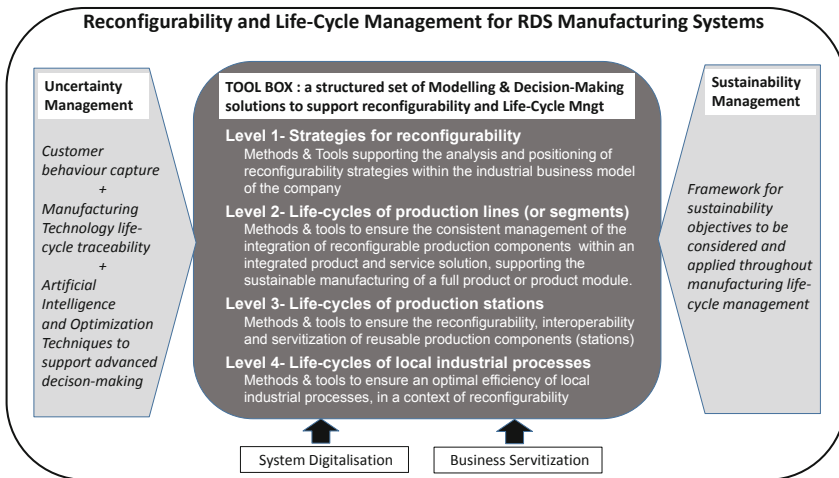 Reconfigurability and Life-Cycle Management for RDS Manufacturing Systems
Uncertainty
Management
Customer
behaviour capture
+
Manufacturing
Technology life-
cycle traceability
+
Artificial
Intelligence
and Optimization
Techniques to
support advanced
decison-making
TOOL BOX : a structured set of Modelling & Decision-Making
solutions to support reconfigurability and Life-Cycle Mngt
Level 1- Strategies for reconfigurability
Methods & Tools supporting the analysis and positioning of
reconfigurability strategies within the industrial business model
of the company
Level 2- Life-cycles of production lines (or segments)
Methods & tools to ensure the consistent management of the
integration of reconfigurable production components within an
integrated product and service solution, supporting the
sustainable manufacturing of a full product or product module.
Level 3- Life-cycles of production stations
Methods & tools to ensure the reconfigurability, interoperability
and servitization of reusable production components (stations)
Level 4- Life-cycles of local industrial processes
Methods & tools to ensure an optimal efficiency of local
industrial processes, in a context of reconfigurability
Sustainability
Management
Framework for
sustainability
objectives to be
considered and
applied throughout
manufacturing life-
cycle management
System Digitalisation
Business Servitization